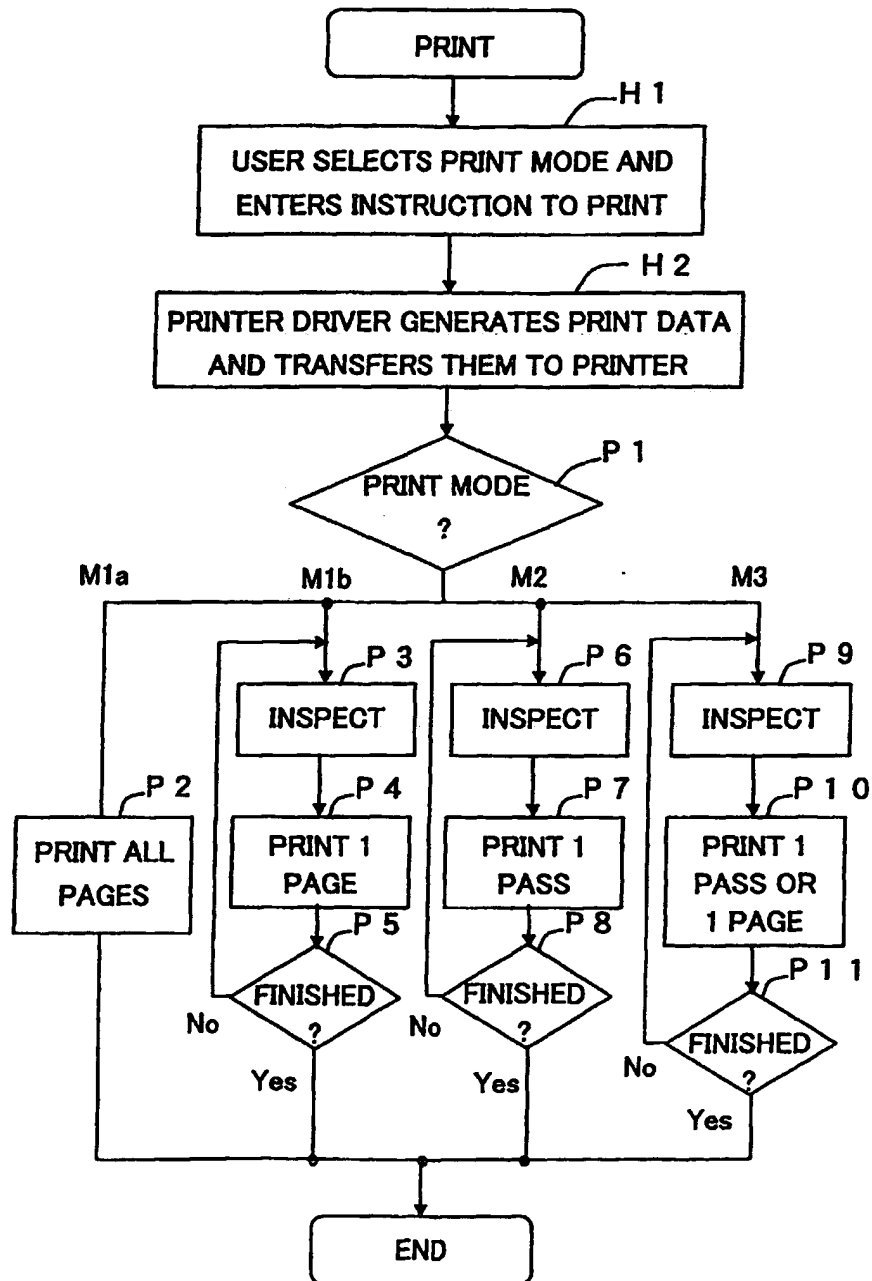 PRINT
H 1
USER SELECTS PRINT MODE AND
ENTERS INSTRUCTION TO PRINT
H 2
PRINTER DRIVER GENERATES PRINT DATA
AND TRANSFERS THEM TO PRINTER
P 1
PRINT MODE
?
M1a
M1b
M2
M3
P 2
PRINT ALL
PAGES
P 3
INSPECT
P 4
PRINT 1
PAGE
P 5
FINISHED
?
No
Yes
P 6
INSPECT
P 7
PRINT 1
PASS
P 8
FINISHED
?
No
Yes
P 9
INSPECT
P 1 0
PRINT 1
PASS OR
1 PAGE
P 1 1
FINISHED
?
No
Yes
END